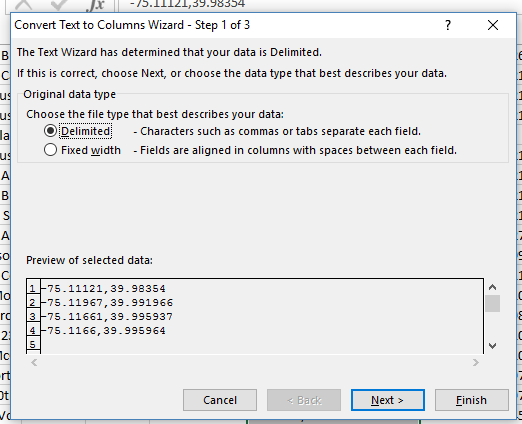 -75.11121,39.98354
Convert Text to Columns Wizard - Step 1 of 3
The Text Wizard has determined that your data is Delimited.
If this is correct, choose Next, or choose the data type that best describes your data.
Original data type
Choose the file type that best describes your data:
Delimited - Characters such as commas or tabs separate each field.
Fixed width - Fields are aligned in columns with spaces between each field.
Preview of selected data:
1 -75.11121,39.98354
2 -75.11967,39.991966
3 -75.11661,39.995937
4 -75.1166,39.995964
5
Cancel < Back Next > Finish